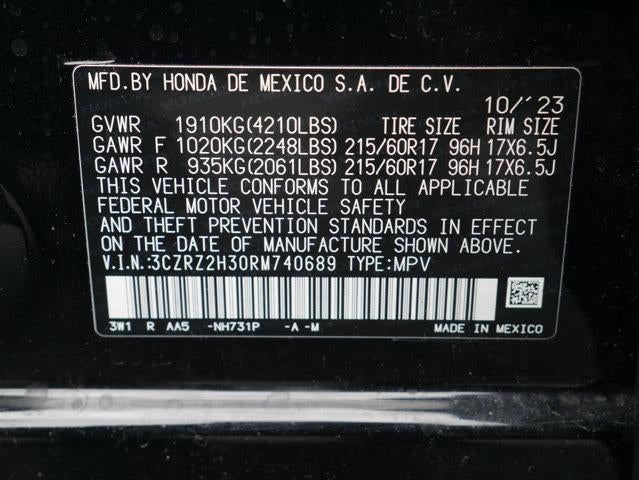 MFD.BY HONDA DE MEXICO S.A. DE C.V.
10/'23
GVWR 1910KG(4210LBS) TIRE SIZE RIM SIZE
GAWR F 1020KG(2248LBS) 215/60R17 96H 17X6.5J
GAWR R 935KG(2061LBS) 215/60R17 96H 17X6.5J
THIS VEHICLE CONFORMS TO ALL APPLICABLE
FEDERAL MOTOR VEHICLE SAFETY
AND THEFT PREVENTION STANDARDS IN EFFECT
ON THE DATE OF MANUFACTURE SHOWN ABOVE.
V.I.N.:3CZRZ2H30RM740689 TYPE:MPV
3W1 R AA5 -NH731P -A -M MADE IN MEXICO